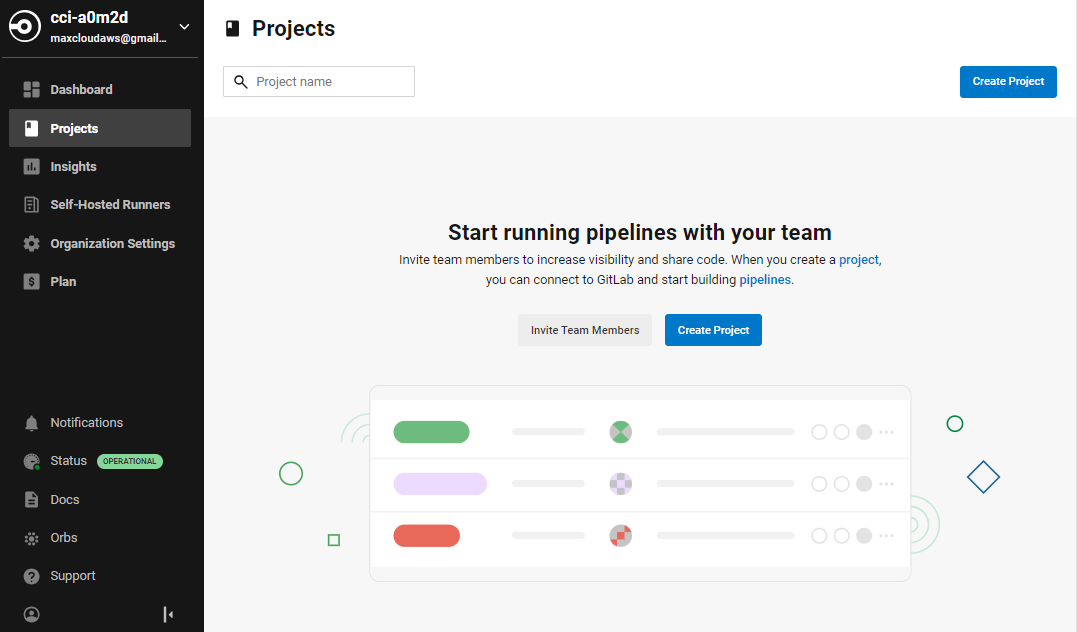 cci-a0m2d
maxcloudaws@gmail...
Dashboard
Projects
Insights
Self-Hosted Runners
Organization Settings
Plan
Notifications
Status OPERATIONAL
Docs
Orbs
Support
Projects
Project name
Create Project
Start running pipelines with your team
Invite team members to increase visibility and share code. When you create a project,
you can connect to GitLab and start building pipelines.
Invite Team Members Create Project